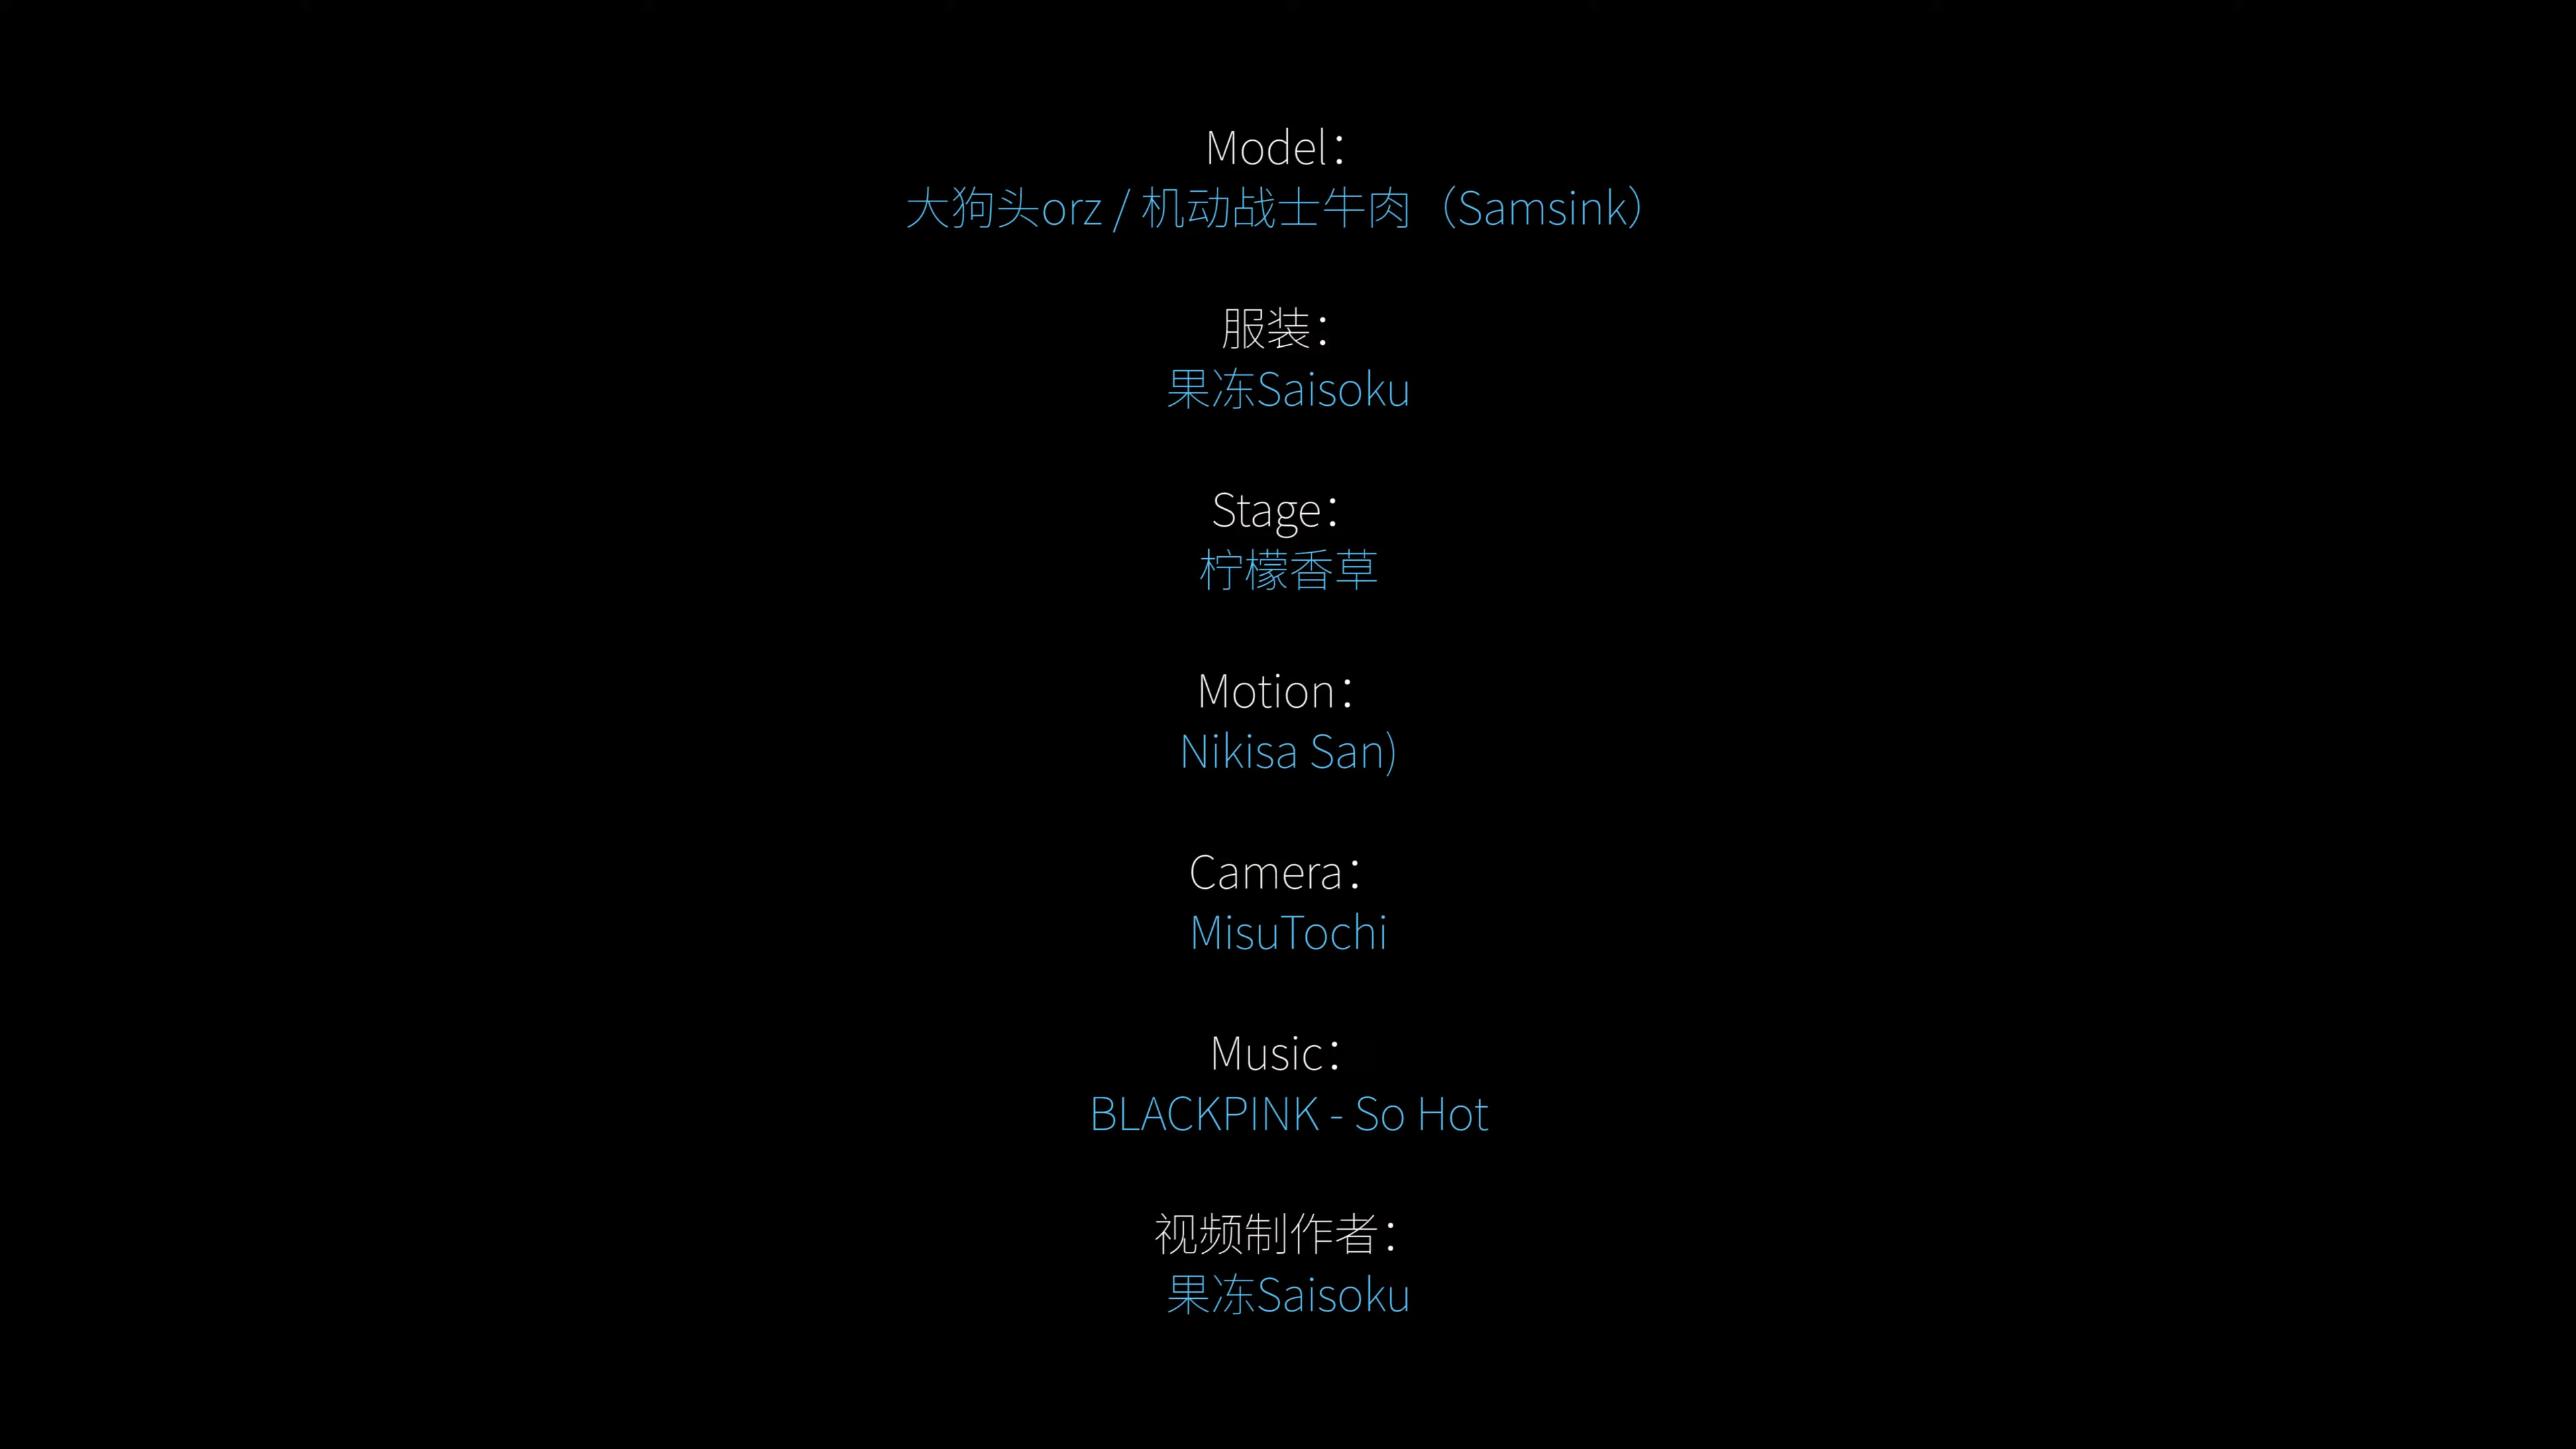 Model：
大狗头orz / 机动战士牛肉（Samsink）
服装：
果冻Saisoku
Stage：
柠檬香草
Motion：
Nikisa San)
Camera：
MisuTochi
Music：
BLACKPINK - So Hot
视频制作者：
果冻Saisoku